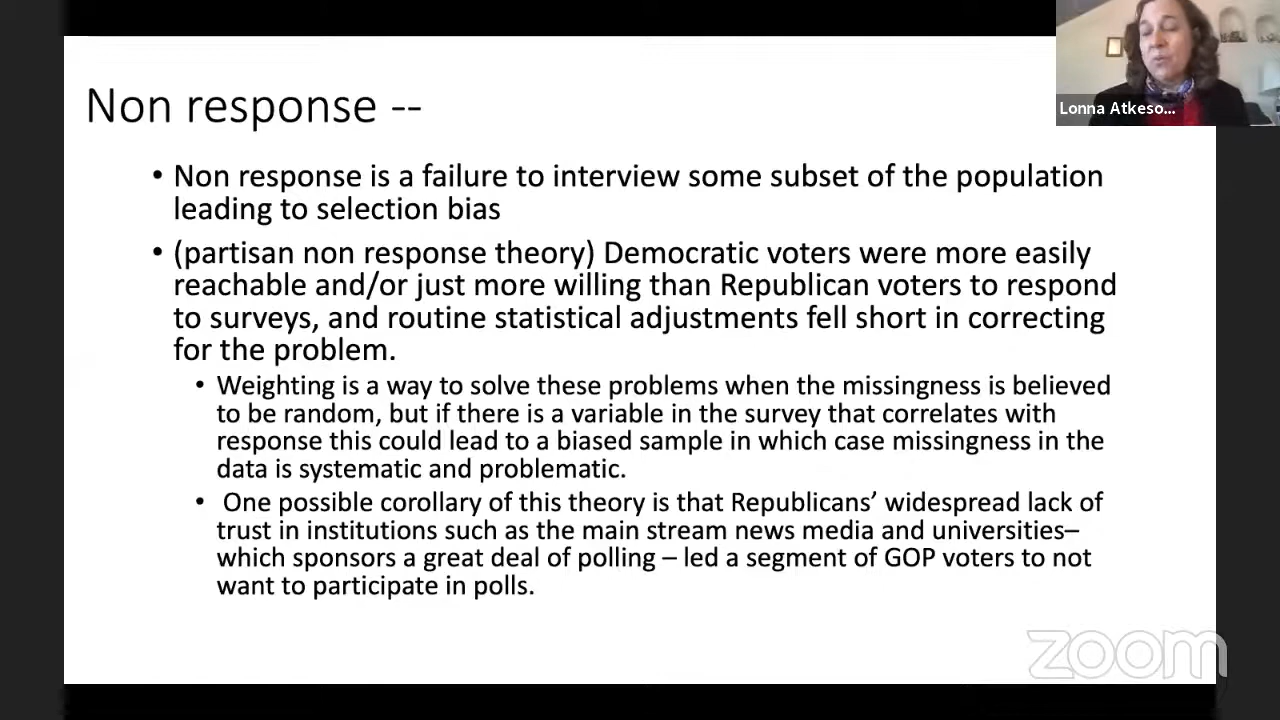 Non response --
• Non response is a failure to interview some subset of the population
leading to selection bias
• (partisan non response theory) Democratic voters were more easily
reachable and/or just more willing than Republican voters to respond
to surveys, and routine statistical adjustments fell short in correcting
for the problem.
• Weighting is a way to solve these problems when the missingness is believed
to be random, but if there is a variable in the survey that correlates with
response this could lead to a biased sample in which case missingness in the
data is systematic and problematic.
• One possible corollary of this theory is that Republicans’ widespread lack of
trust in institutions such as the main stream news media and universities–
which sponsors a great deal of polling – led a segment of GOP voters to not
want to participate in polls.
Lonna Atkeso...
zoom